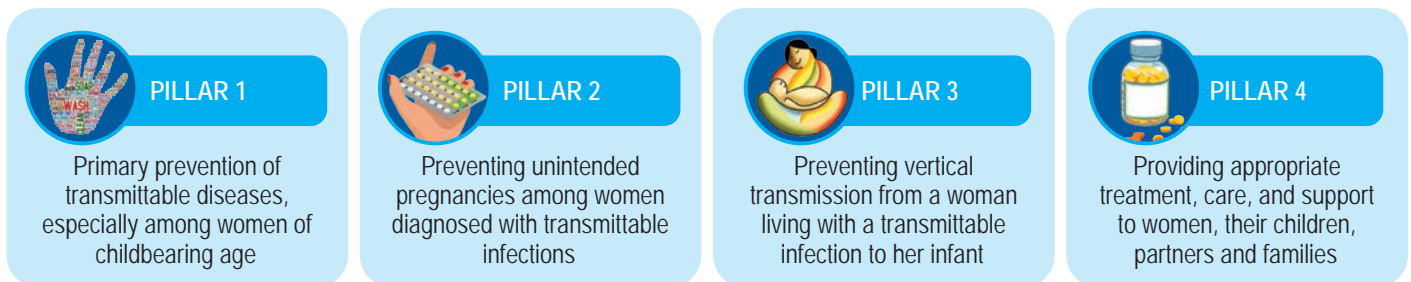 PILLAR 1
Primary prevention of
transmittable diseases,
especially among women of
childbearing age
PILLAR 2
Preventing unintended
pregnancies among women
diagnosed with transmittable
infections
PILLAR 3
Preventing vertical
transmission from a woman
living with a transmittable
infection to her infant
PILLAR 4
Providing appropriate
treatment, care, and support
to women, their children,
partners and families
WASH